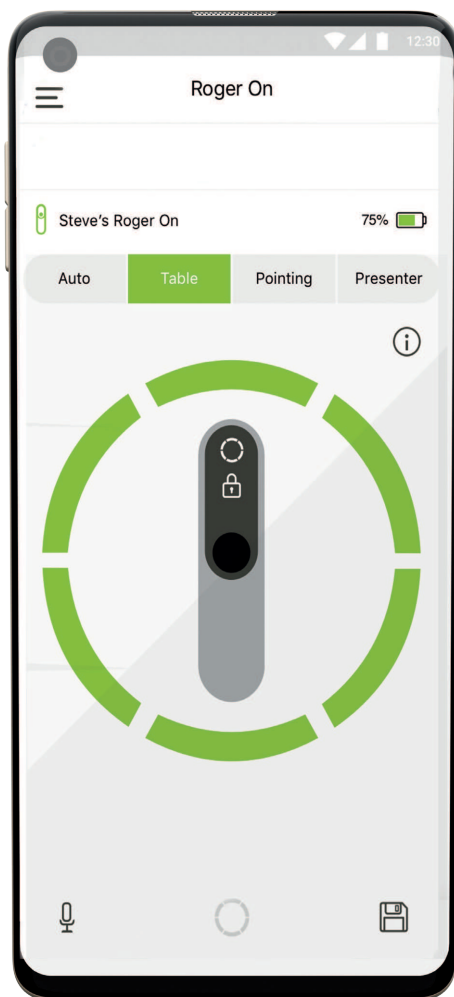 12:30
Roger On
Steve's Roger On 75%
Auto Table Pointing Presenter